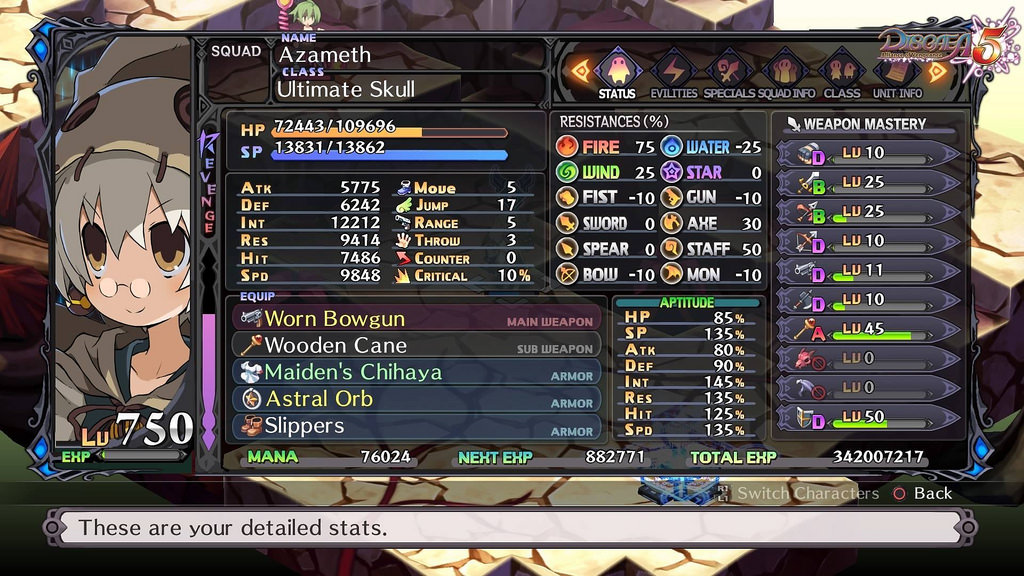 SQUAD
NAME
Azameth
CLASS
Ultimate Skull
DISGAEA 5
Alliance of Vengeance
STATUS EVILITIES SPECIALS SQUAD INFO CLASS UNIT INFO
REVENGE
HP 72443/109696
SP 13831/13862
ATK 5775 MOVE 5
DEF 6242 JUMP 17
INT 12212 RANGE 5
RES 9414 THROW 3
HIT 7486 COUNTER 0
SPD 9848 CRITICAL 10%
RESISTANCES (%)
FIRE 75 WATER -25
WIND 25 STAR 0
FIST -10 GUN -10
SWORD 0 AXE 30
SPEAR 0 STAFF 50
BOW -10 MON -10
WEAPON MASTERY
D LV 10
B LV 25
B LV 25
D LV 10
D LV 11
D LV 10
A LV 45
LV 0
LV 0
D LV 50
EQUIP
Worn Bowgun MAIN WEAPON
Wooden Cane SUB WEAPON
Maiden's Chihaya ARMOR
Astral Orb ARMOR
Slippers ARMOR
APTITUDE
HP 85%
SP 135%
ATK 80%
DEF 90%
INT 145%
RES 135%
HIT 125%
SPD 135%
LV 750
EXP
MANA 76024 NEXT EXP 882771 TOTAL EXP 342007217
Switch Characters Back
These are your detailed stats.